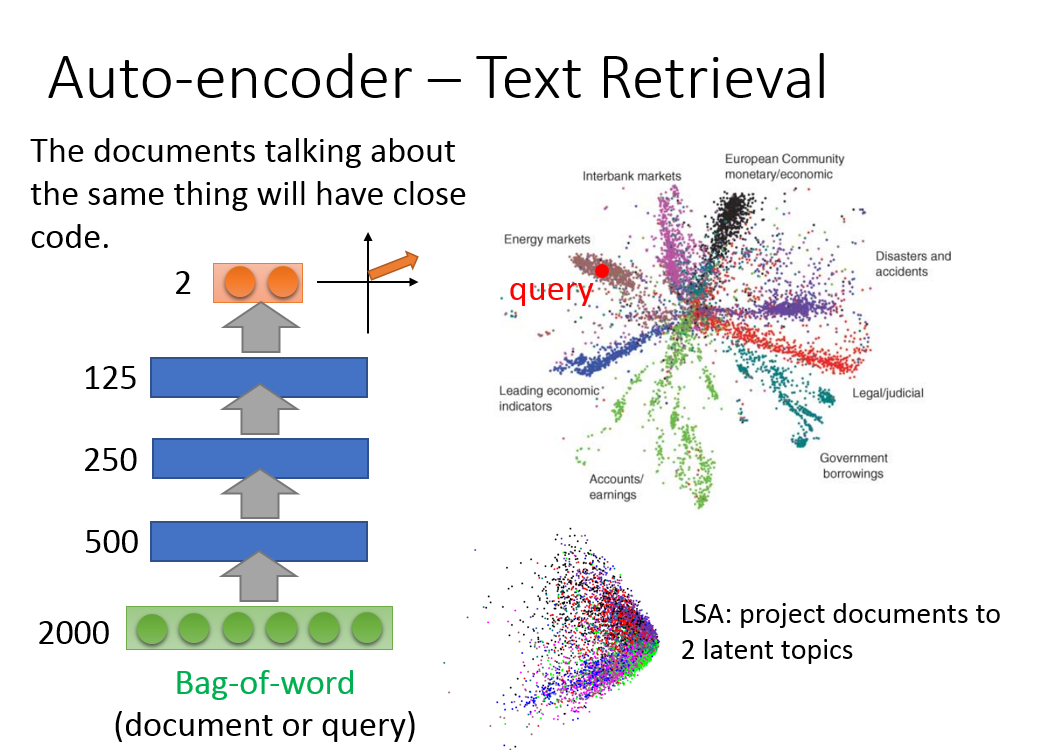 Auto-encoder – Text Retrieval
The documents talking about
the same thing will have close
code.
2
125
250
500
2000
Bag-of-word
(document or query)
Interbank markets
European Community
monetary/economic
Energy markets
query
Disasters and
accidents
Leading economic
indicators
Legal/judicial
Government
borrowings
Accounts/
earnings
LSA: project documents to
2 latent topics